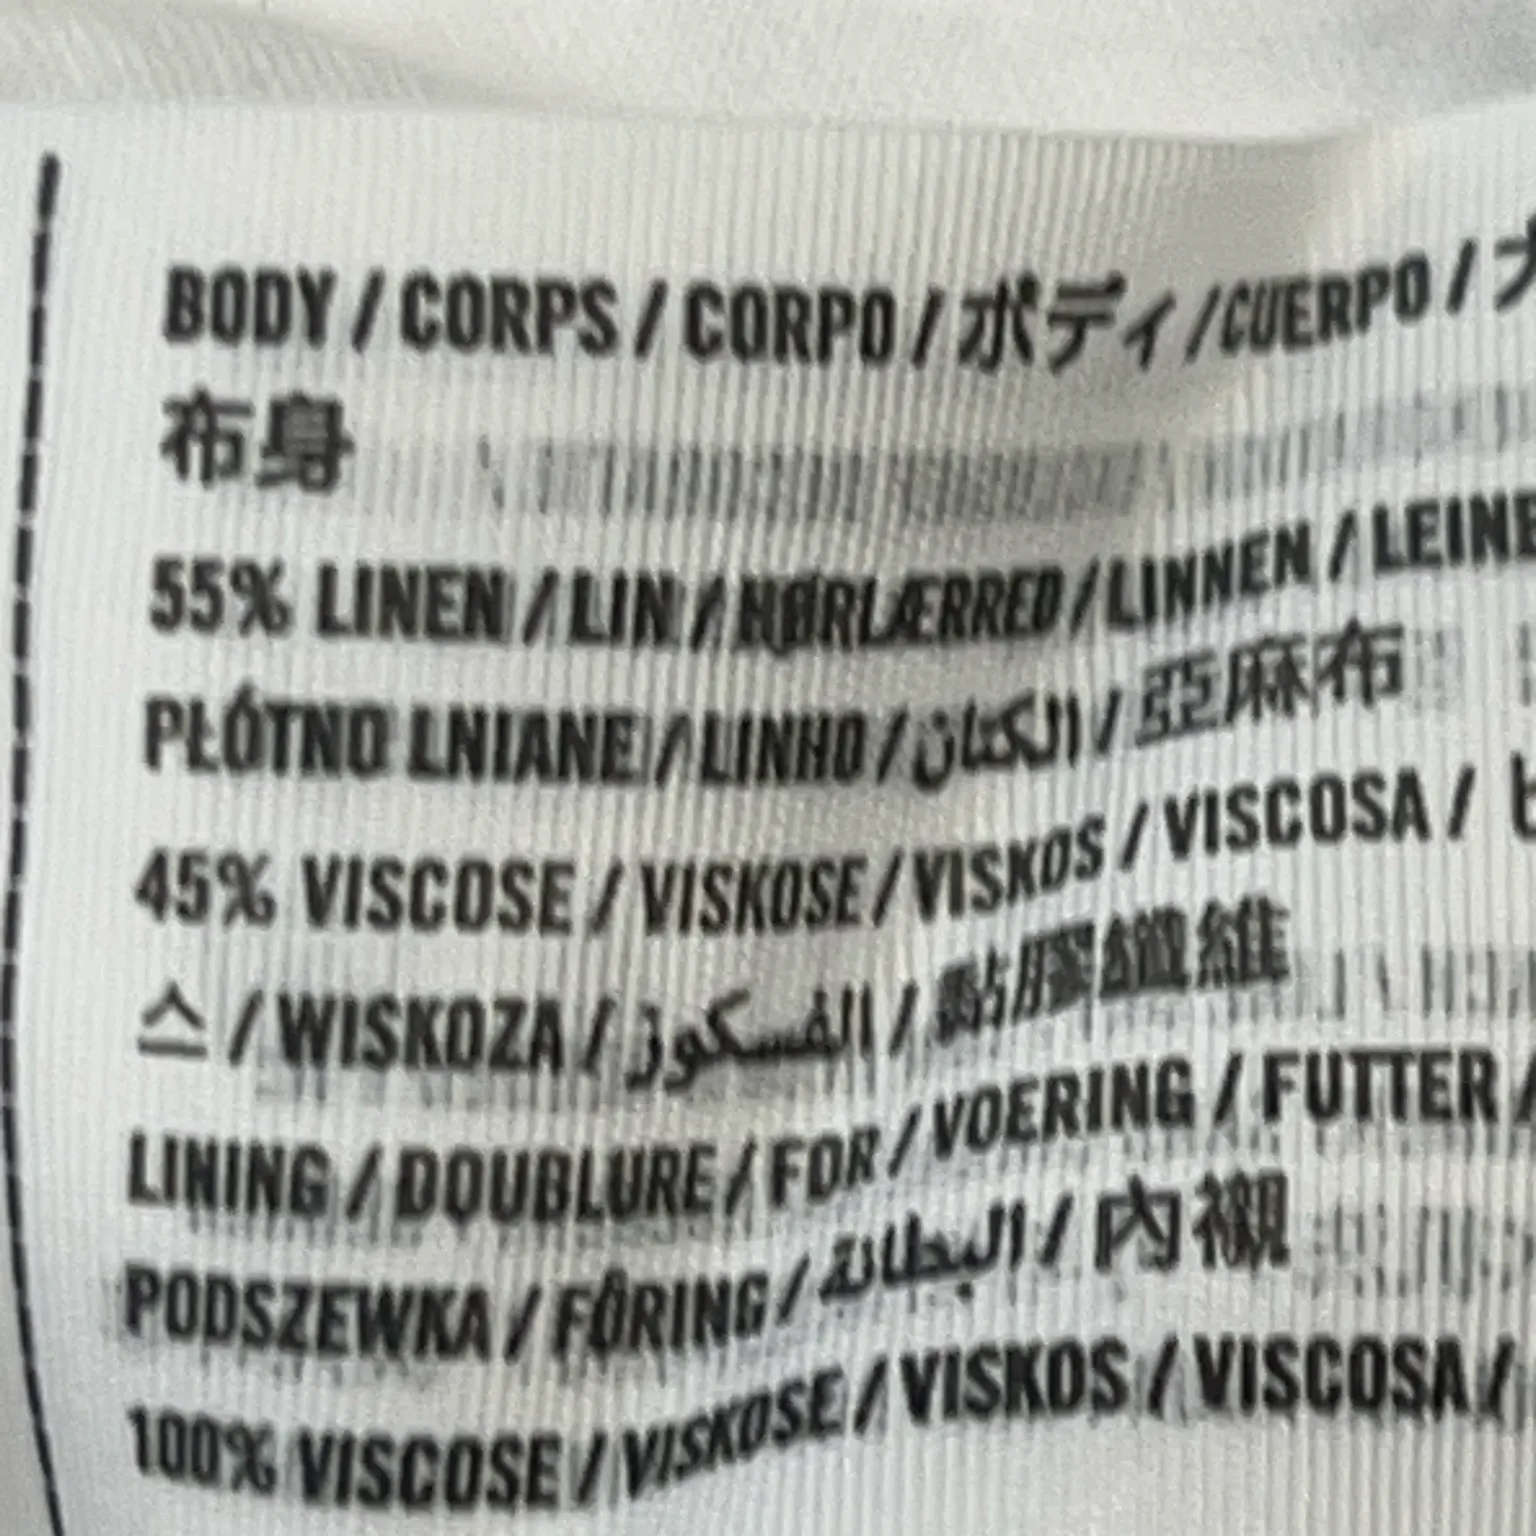 BODY / CORPS / CORPO / ボディ / CUERPO /
布身
55% LINEN / LIN / HØRLÆRRED / LINNEN / LEINE
PŁÓTNO LNIANE / LINHO / الكتان / 亞麻布
45% VISCOSE / VISKOSE / VISKOS / VISCOSA / ビ
스 / WISKOZA / الفسكوز / 黏膠纖維
LINING / DOUBLURE / FOR / VOERING / FUTTER /
PODSZEWKA / FÔRING / البطانة / 內襯
100% VISCOSE / VISKOSE / VISKOS / VISCOSA /